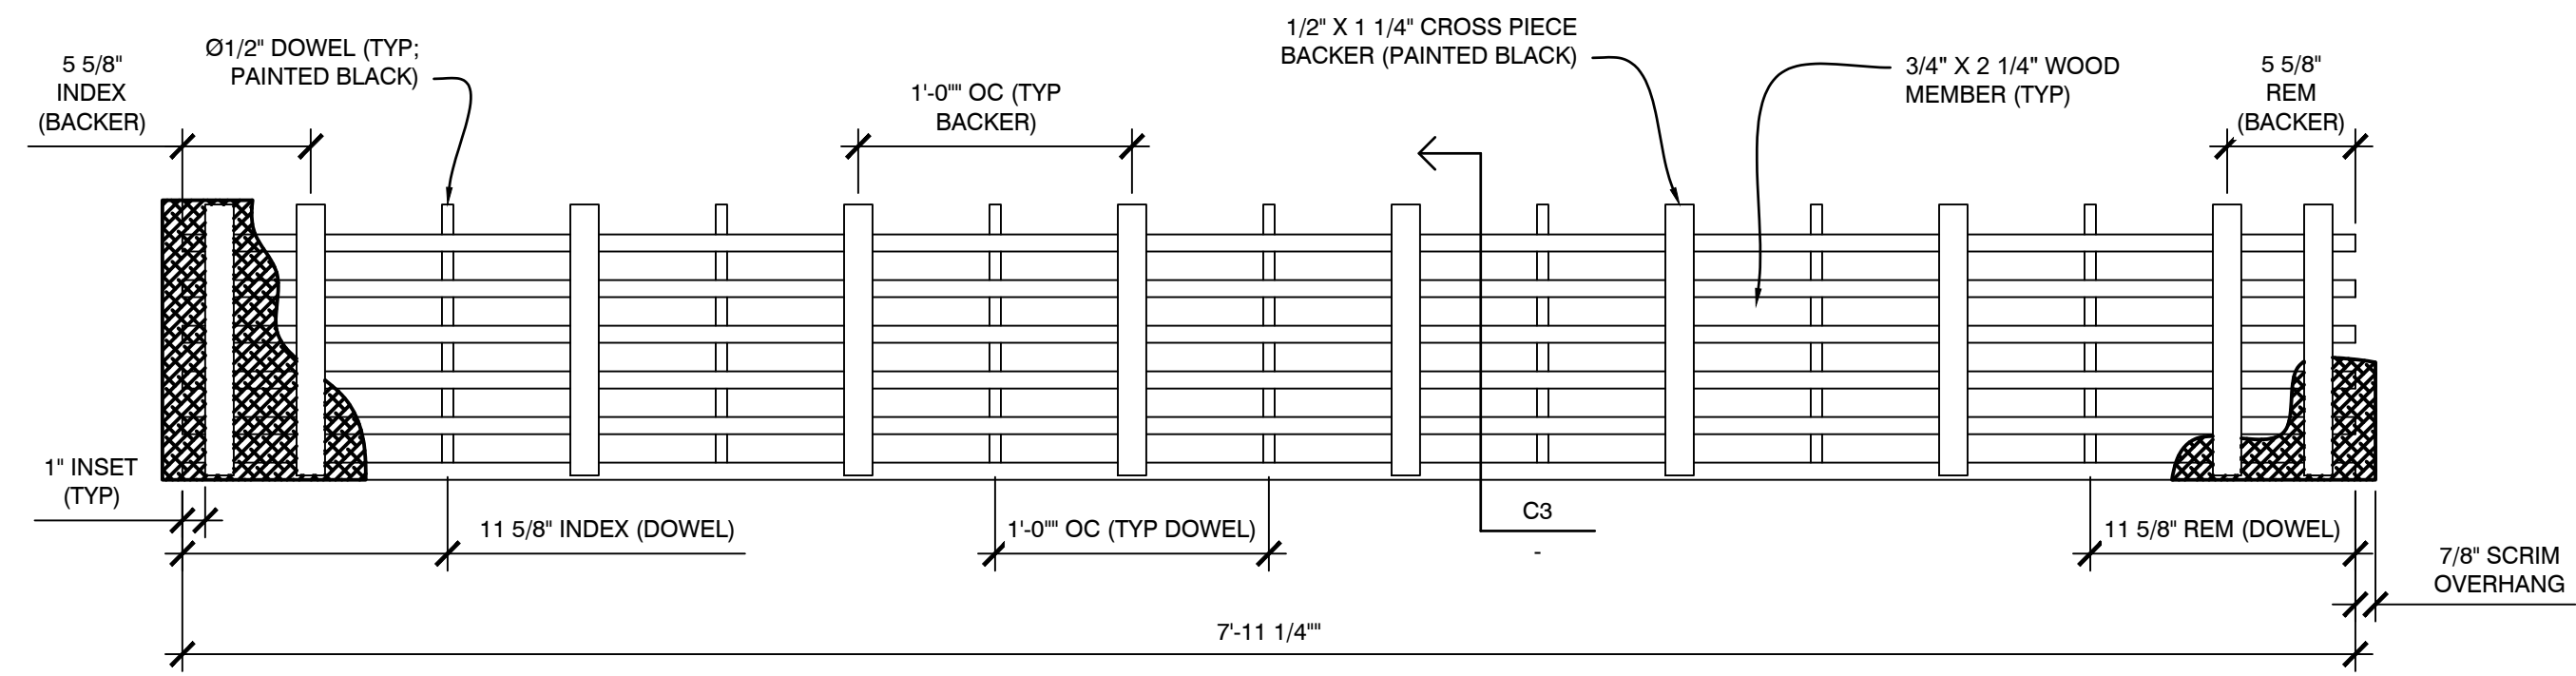 5 5/8"
INDEX
(BACKER)
Ø1/2" DOWEL (TYP;
PAINTED BLACK)
1'-0"" OC (TYP
BACKER)
1/2" X 1 1/4" CROSS PIECE
BACKER (PAINTED BLACK)
3/4" X 2 1/4" WOOD
MEMBER (TYP)
5 5/8"
REM
(BACKER)
1" INSET
(TYP)
11 5/8" INDEX (DOWEL)
1'-0"" OC (TYP DOWEL)
C3
-
11 5/8" REM (DOWEL)
7/8" SCRIM
OVERHANG
7'-11 1/4""